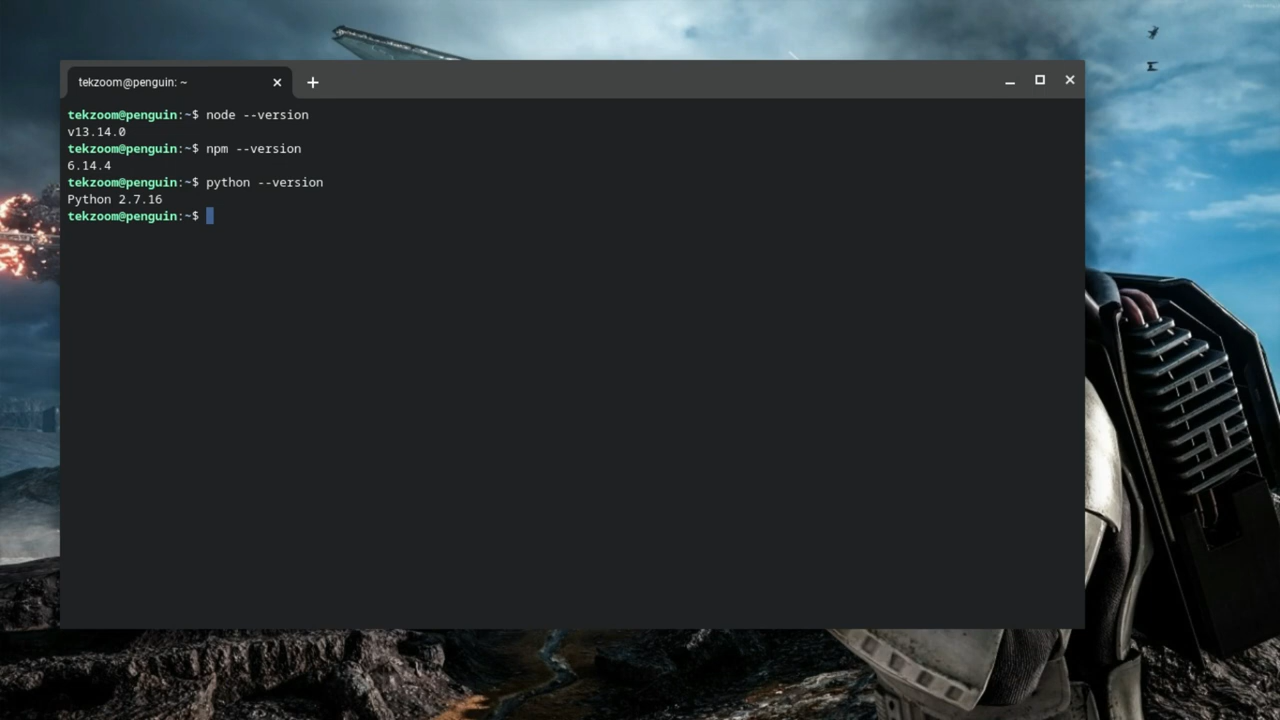 tekzoom@penguin: ~
tekzoom@penguin:~$ node --version
v13.14.0
tekzoom@penguin:~$ npm --version
6.14.4
tekzoom@penguin:~$ python --version
Python 2.7.16
tekzoom@penguin:~$